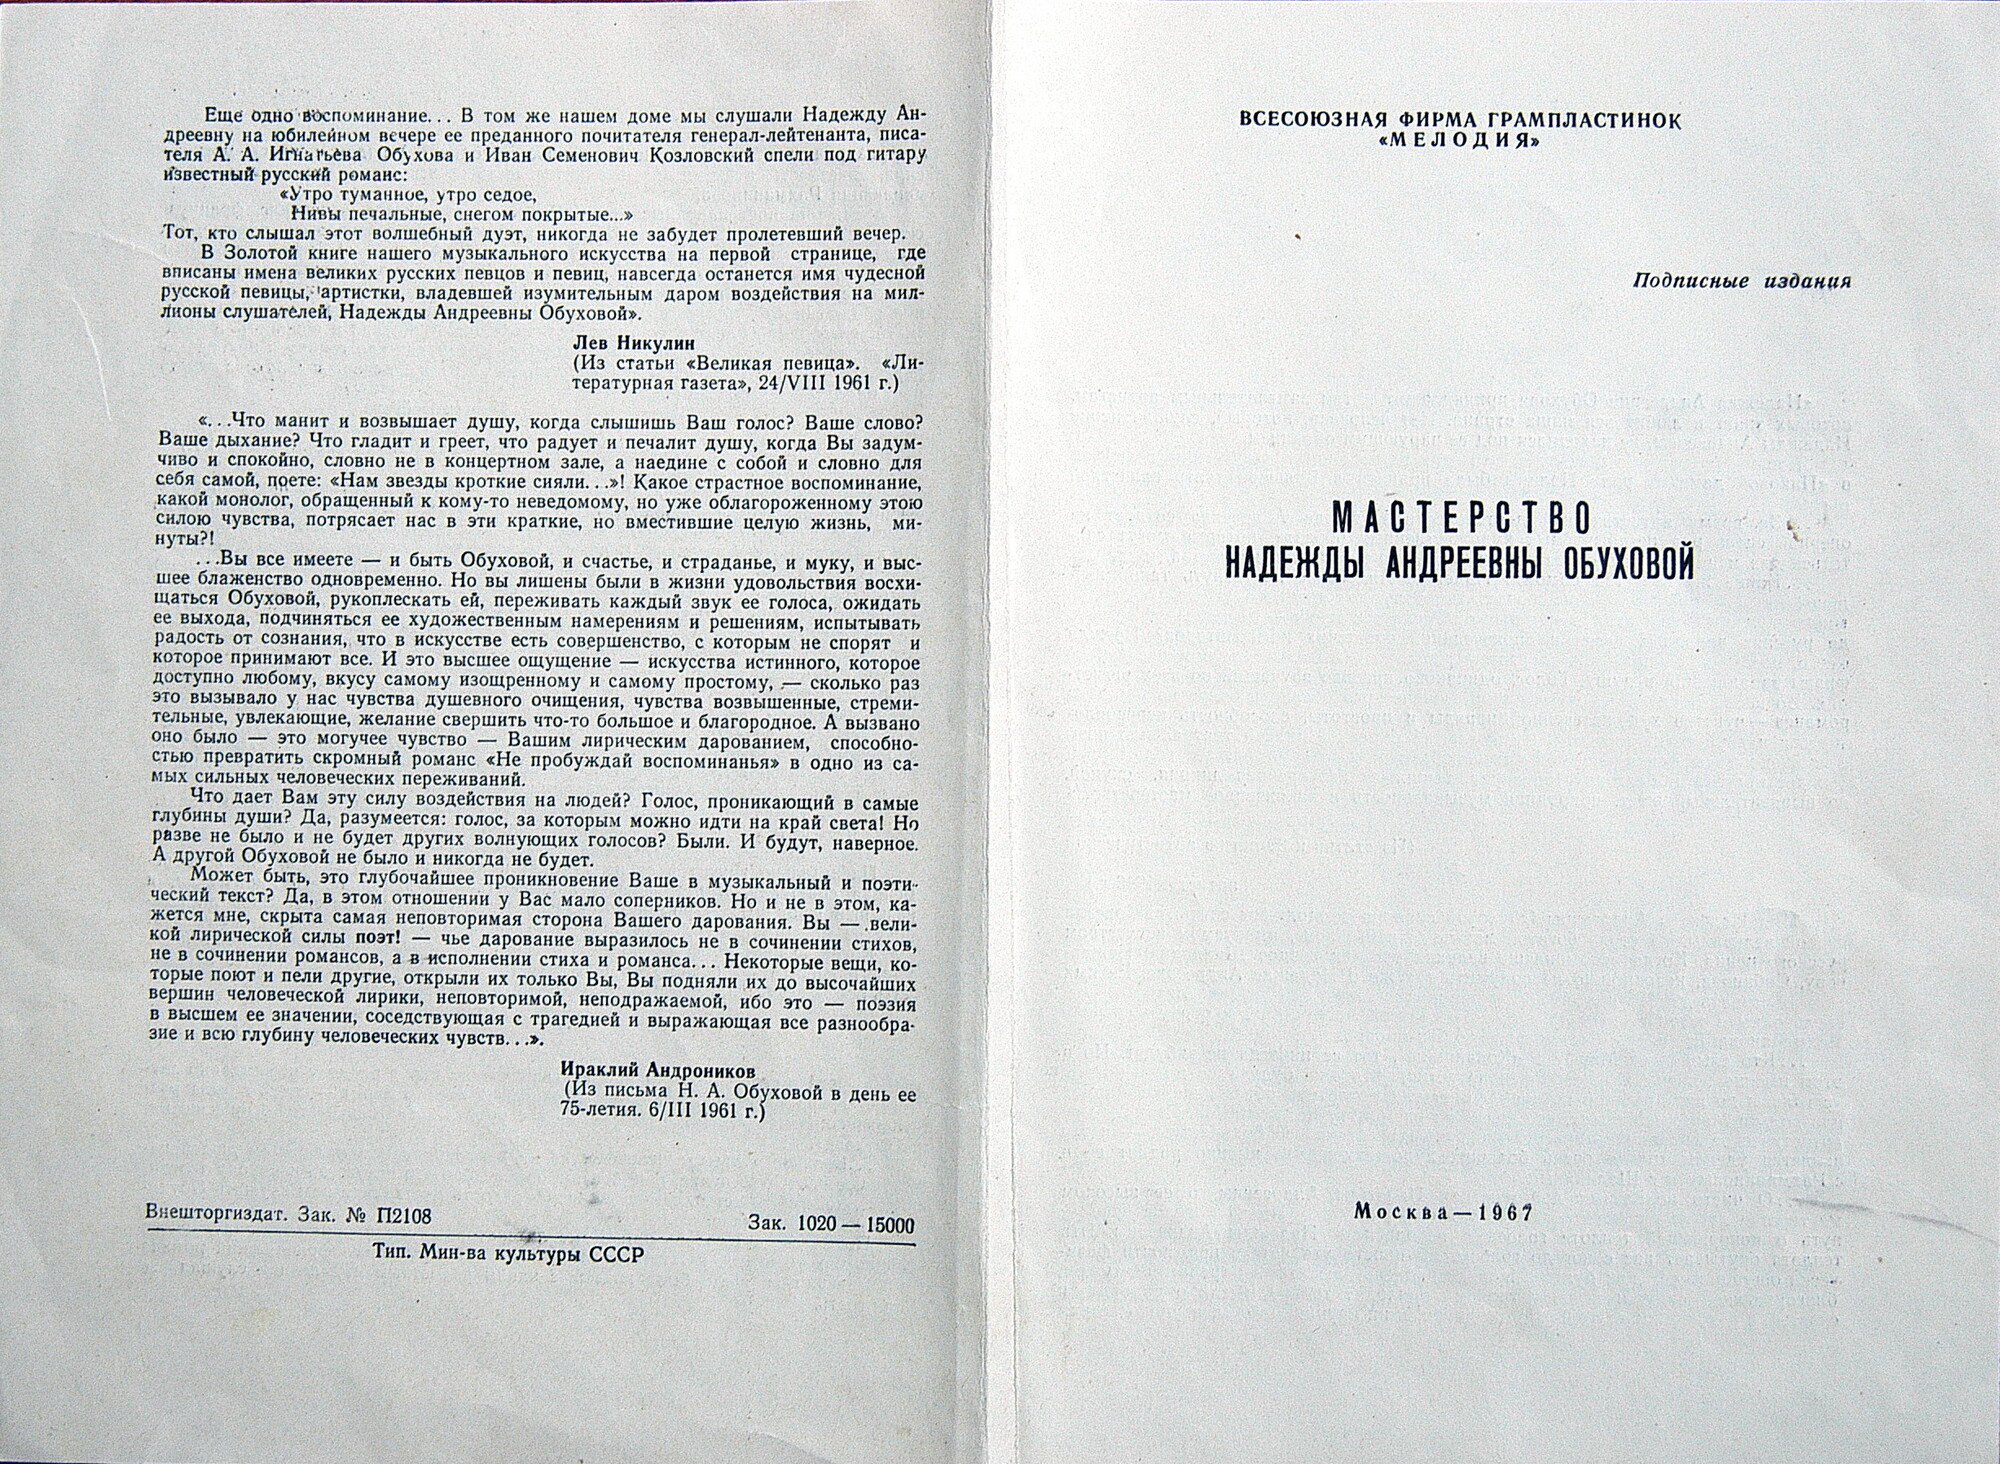 Еще одно воспоминание... В том же нашем доме мы слушали Надежду Ан-
дреевну на юбилейном вечере ее преданного почитателя генерал-лейтенанта, писа-
теля А. А. Игнатьева Обухова и Иван Семенович Козловский спели под гитару
известный русский романс:
«Утро туманное, утро седое,
Нивы печальные, снегом покрытые...»
Тот, кто слышал этот волшебный дуэт, никогда не забудет пролетевший вечер.
В Золотой книге нашего музыкального искусства на первой странице, где
вписаны имена великих русских певцов и певиц, навсегда останется имя чудесной
русской певицы, артистки, владевшей изумительным даром воздействия на мил-
лионы слушателей, Надежды Андреевны Обуховой».
Лев Никулин
(Из статьи «Великая певица». «Ли-
тературная газета», 24/VIII 1961 г.)
«...Что манит и возвышает душу, когда слышишь Ваш голос? Ваше слово?
Ваше дыхание? Что гладит и греет, что радует и печалит душу, когда Вы задум-
чиво и спокойно, словно не в концертном зале, а наедине с собой и словно для
себя самой, поете: «Нам звезды кроткие сияли...»! Какое страстное воспоминание,
какой монолог, обращенный к кому-то неведомому, но уже облагороженному этою
силою чувства, потрясает нас в эти краткие, но вместившие целую жизнь, ми-
нуты?!
...Вы все имеете — и быть Обуховой, и счастье, и страданье, и муку, и выс-
шее блаженство одновременно. Но вы лишены были в жизни удовольствия восхи-
щаться Обуховой, рукоплескать ей, переживать каждый звук ее голоса, ожидать
ее выхода, подчиняться ее художественным намерениям и решениям, испытывать
радость от сознания, что в искусстве есть совершенство, с которым не спорят и
которое принимают все. И это высшее ощущение — искусства истинного, которое
доступно любому, вкусу самому изощренному и самому простому, — сколько раз
это вызывало у нас чувства душевного очищения, чувства возвышенные, стреми-
тельные, увлекающие, желание свершить что-то большое и благородное. А вызвано
оно было — это могучее чувство — Вашим лирическим дарованием, способно-
стью превратить скромный романс «Не пробуждай воспоминанья» в одно из са-
мых сильных человеческих переживаний.
Что дает Вам эту силу воздействия на людей? Голос, проникающий в самые
глубины души? Да, разумеется: голос, за которым можно идти на край света! Но
разве не было и не будет других волнующих голосов? Были. И будут, наверное.
А другой Обуховой не было и никогда не будет.
Может быть, это глубочайшее проникновение Ваше в музыкальный и поэти-
ческий текст? Да, в этом отношении у Вас мало соперников. Но и не в этом, ка-
жется мне, скрыта самая неповторимая сторона Вашего дарования. Вы — вели-
кой лирической силы поэт! — чье дарование выразилось не в сочинении стихов,
не в сочинении романсов, а в исполнении стиха и романса... Некоторые вещи, ко-
торые поют и пели другие, открыли их только Вы, Вы подняли их до высочайших
вершин человеческой лирики, неповторимой, неподражаемой, ибо это — поэзия
в высшем ее значении, соседствующая с трагедией и выражающая все разнообра-
зие и всю глубину человеческих чувств...».
Ираклий Андроников
(Из письма Н. А. Обуховой в день ее
75-летия. 6/III 1961 г.)
Внешторгиздат. Зак. № П2108 Зак. 1020—15000
Тип. Мин-ва культуры СССР
ВСЕСОЮЗНАЯ ФИРМА ГРАМПЛАСТИНОК
«МЕЛОДИЯ»
Подписные издания
МАСТЕРСТВО
НАДЕЖДЫ АНДРЕЕВНЫ ОБУХОВОЙ
Москва—1967